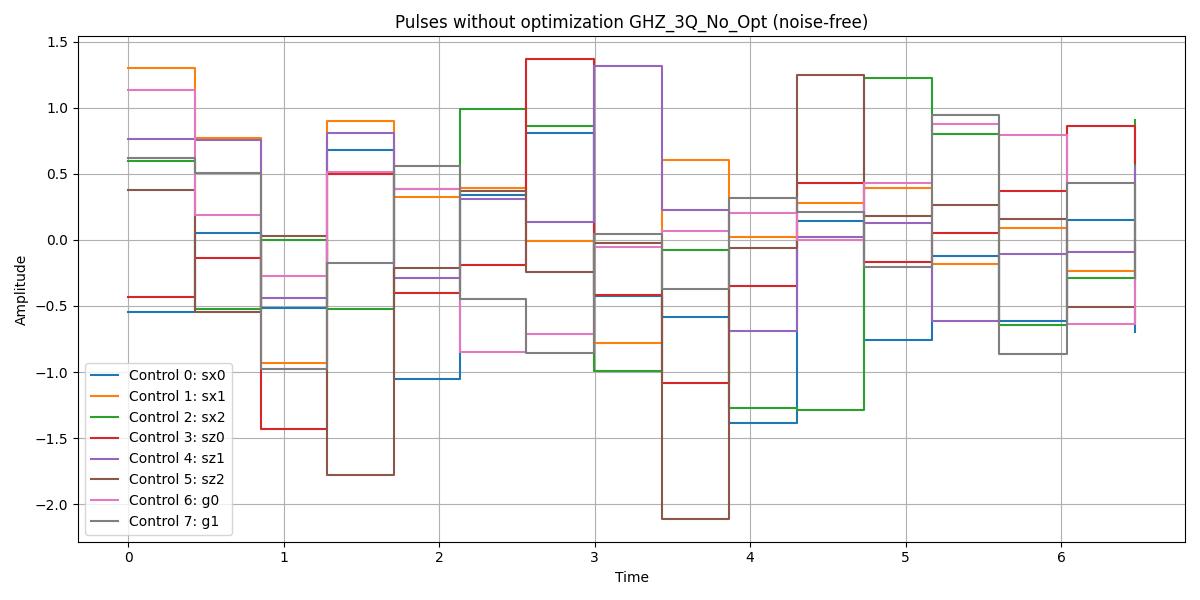 Pulses without optimization GHZ_3Q_No_Opt (noise-free)
Amplitude
1.5
1.0
0.5
0.0
−0.5
−1.0
−1.5
−2.0
Control 0: sx0
Control 1: sx1
Control 2: sx2
Control 3: sz0
Control 4: sz1
Control 5: sz2
Control 6: g0
Control 7: g1
0 1 2 3 4 5 6
Time